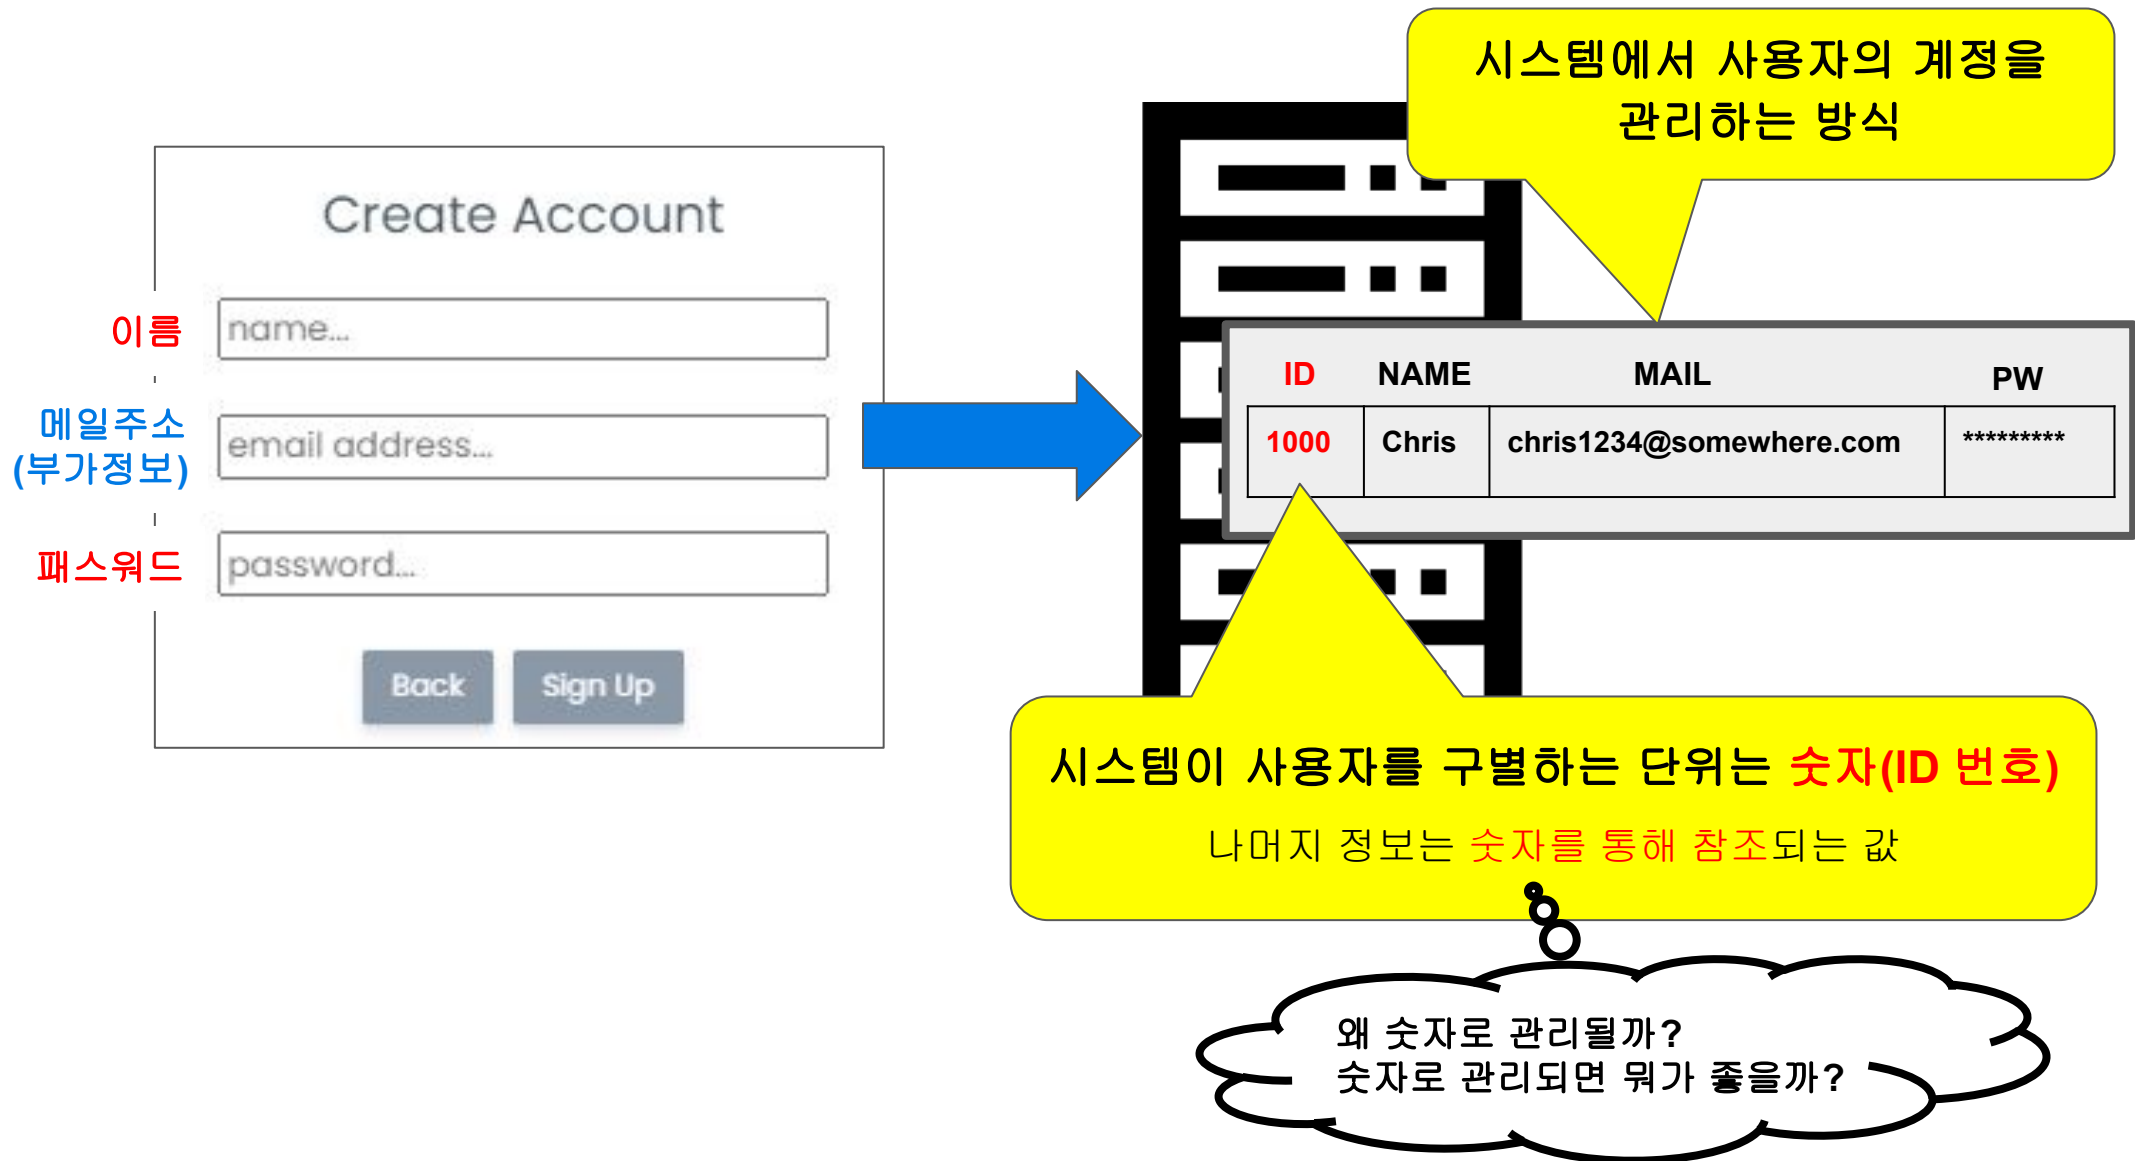 시스템에서 사용자의 계정을
관리하는 방식
Create Account
이름
name...
메일주소
(부가정보)
email address...
패스워드
password...
Back
Sign Up
ID
NAME
MAIL
PW
1000
Chris
chris1234@somewhere.com
*********
시스템이 사용자를 구별하는 단위는 숫자(ID 번호)
나머지 정보는 숫자를 통해 참조되는 값
왜 숫자로 관리될까?
숫자로 관리되면 뭐가 좋을까?